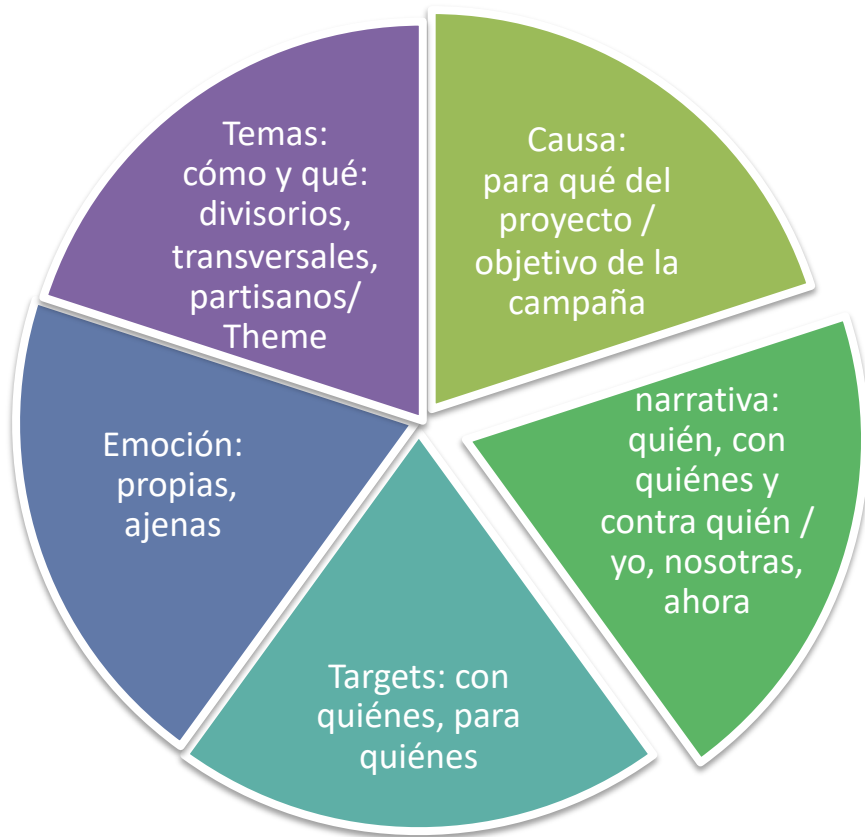 Temas:
cómo y qué:
divisorios,
transversales,
partisanos/
Theme
Causa:
para qué del
proyecto /
objetivo de la
campaña
narrativa:
quién, con
quiénes y
contra quién /
yo, nosotras,
ahora
Targets: con
quiénes, para
quiénes
Emoción:
propias,
ajenas